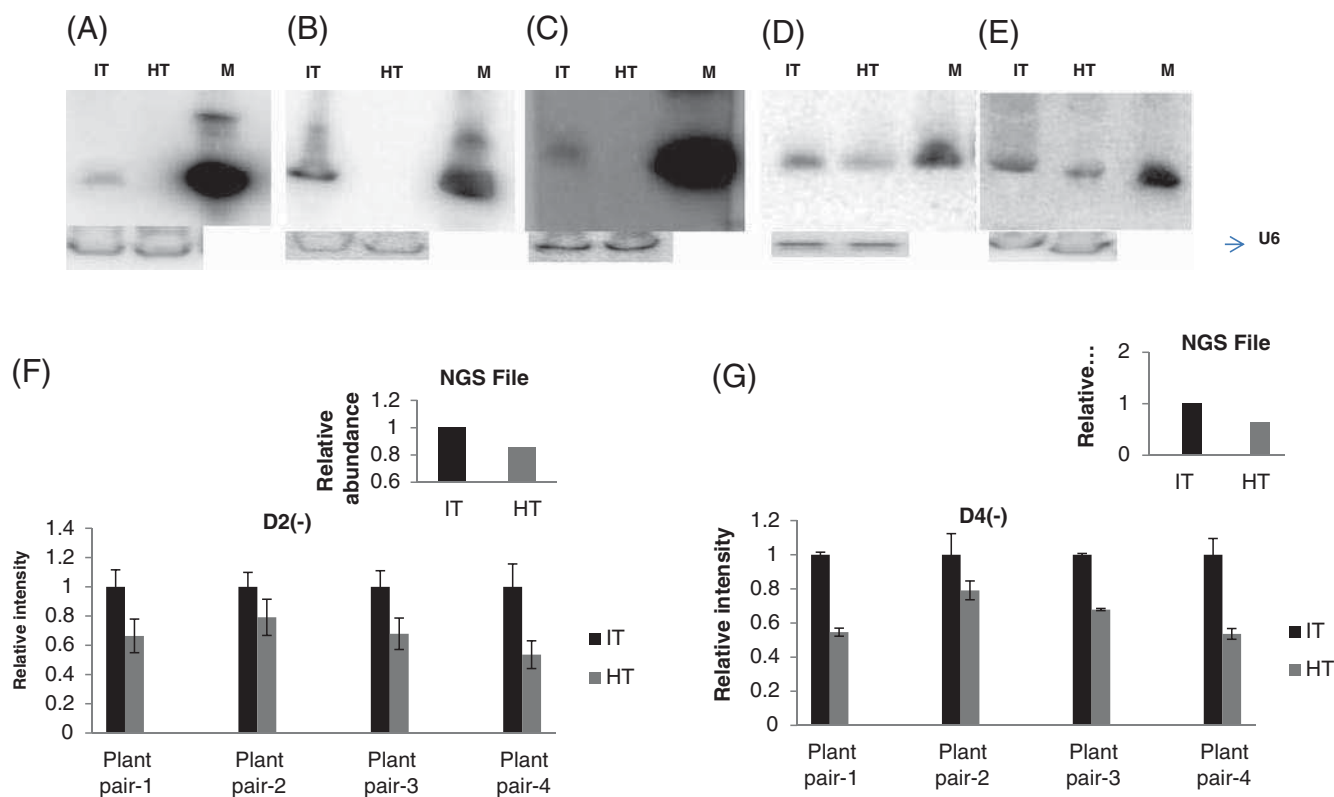 (A) (B) (C) (D) (E)
IT HT M IT HT M IT HT M IT HT M IT HT M
U6
(F)
NGS File
Relative abundance
1.2
1
0.8
0.6
IT HT
D2(-)
Relative intensity
1.4
1.2
1
0.8
0.6
0.4
0.2
0
Plant pair-1
Plant pair-2
Plant pair-3
Plant pair-4
IT
HT
(G)
NGS File
Relative...
2
1
0
IT HT
D4(-)
Relative intensity
1.2
1
0.8
0.6
0.4
0.2
0
Plant pair-1
Plant pair-2
Plant pair-3
Plant pair-4
IT
HT